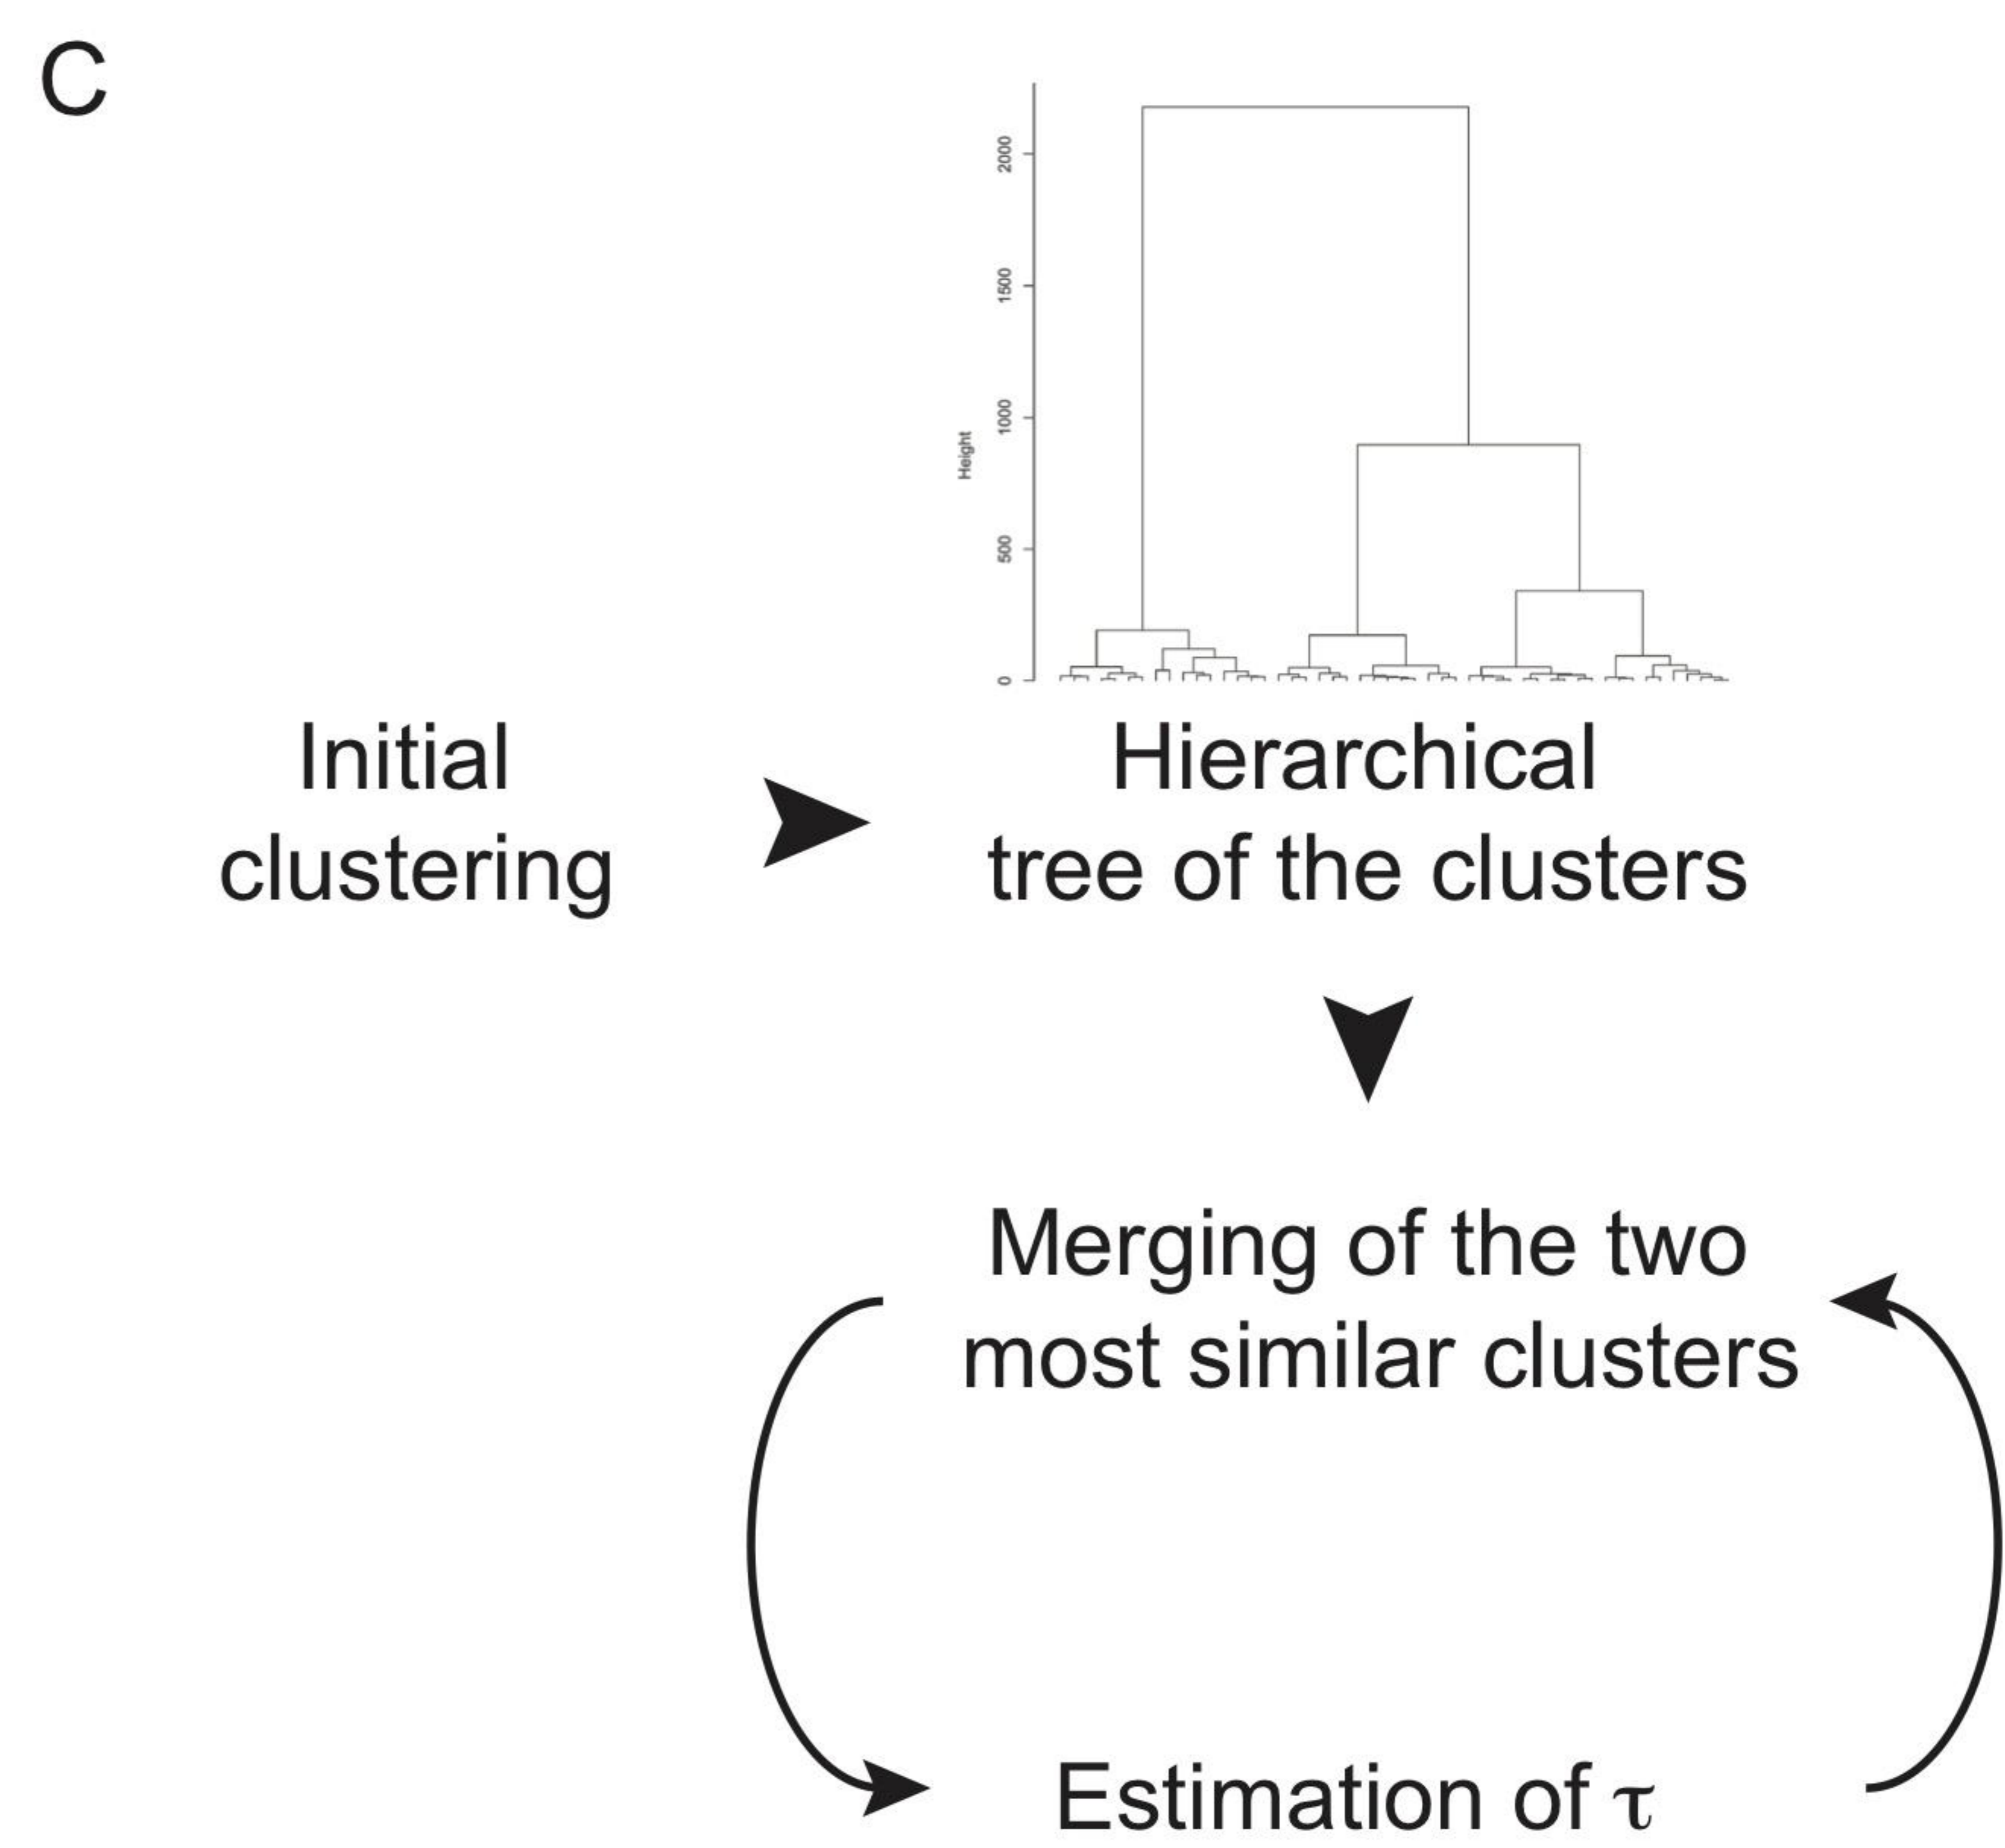 C
2000
1500
1000
500
0
Height
Initial
clustering
Hierarchical
tree of the clusters
Merging of the two
most similar clusters
Estimation of τ